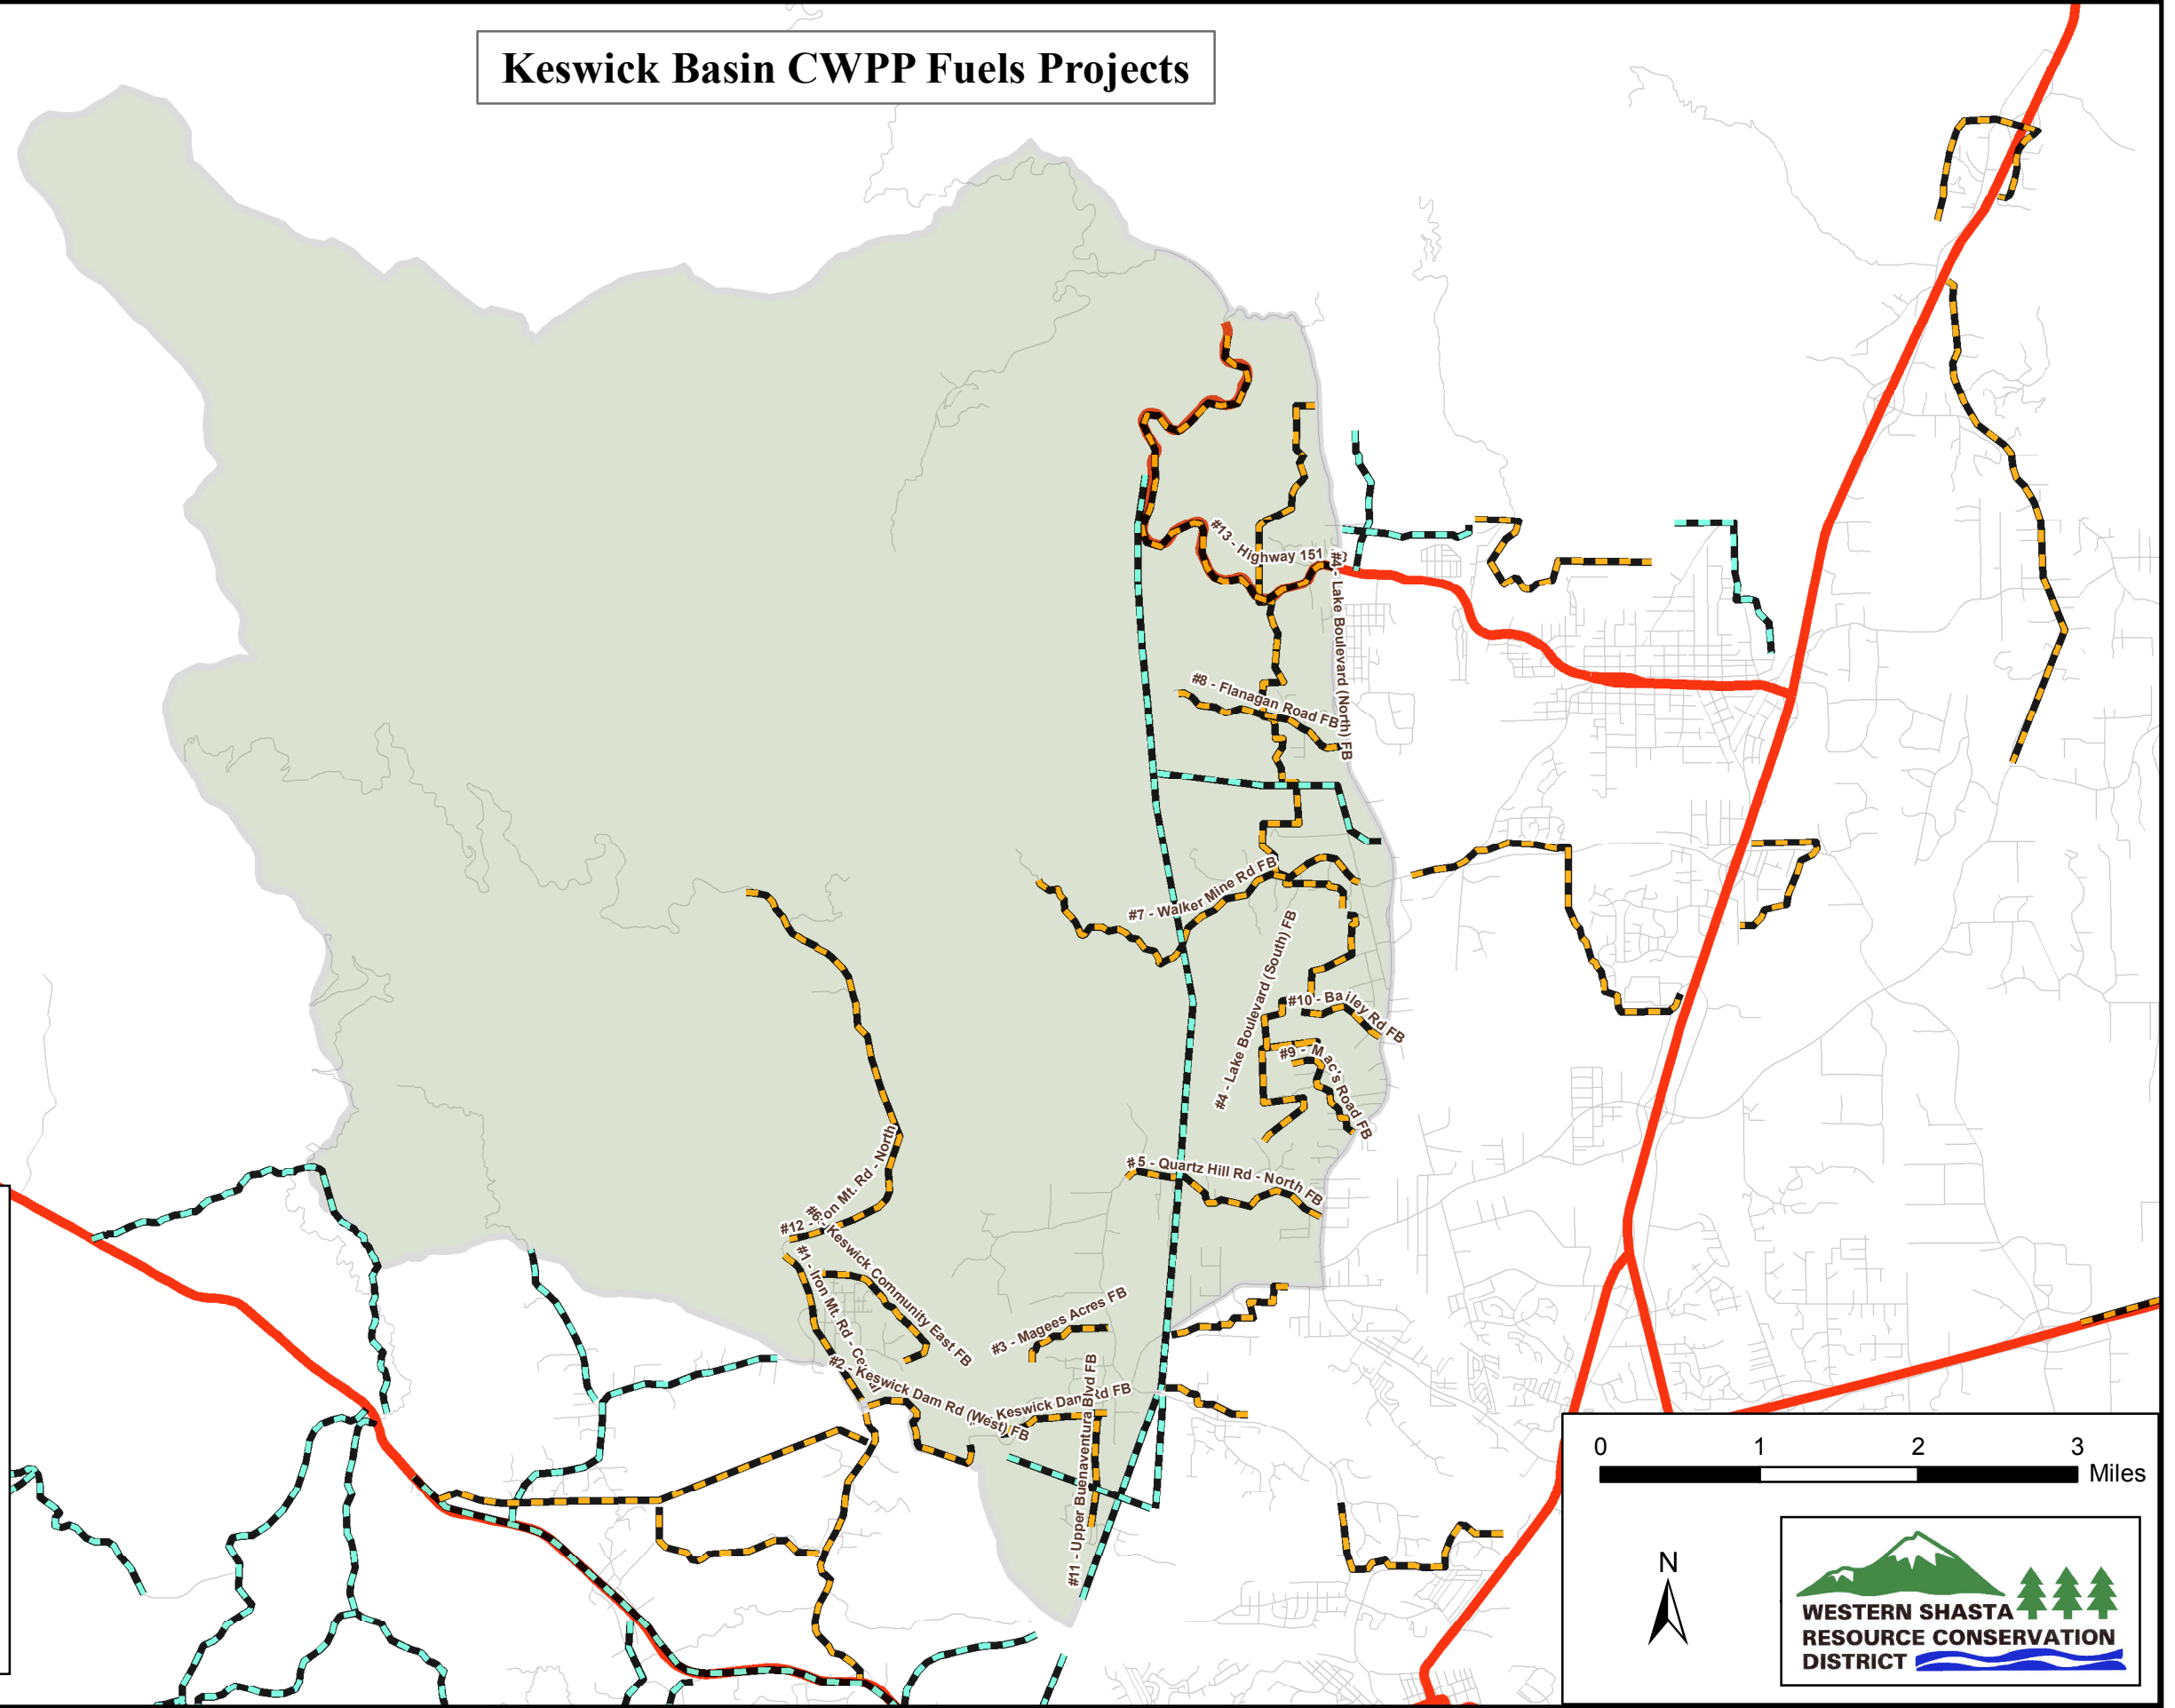 Keswick Basin CWPP Fuels Projects
#13 - Highway 151
#4 - Lake Boulevard (North) FB
#8 - Flanagan Road FB
#7 - Walker Mine Rd FB
#4 - Lake Boulevard (South) FB
#10 - Bailey Rd FB
#9 - Mac's Road FB
#5 - Quartz Hill Rd - North FB
#12 - Iron Mt. Rd - North
#6 - Keswick Community East FB
#1 - Iron Mt. Rd -
#3 - Magees Acres FB
#2 - Keswick Dam Rd (West) FB
Keswick Dam Rd FB
#11 - Upper Buenaventura Blvd FB
0 1 2 3
Miles
N
WESTERN SHASTA
RESOURCE CONSERVATION
DISTRICT